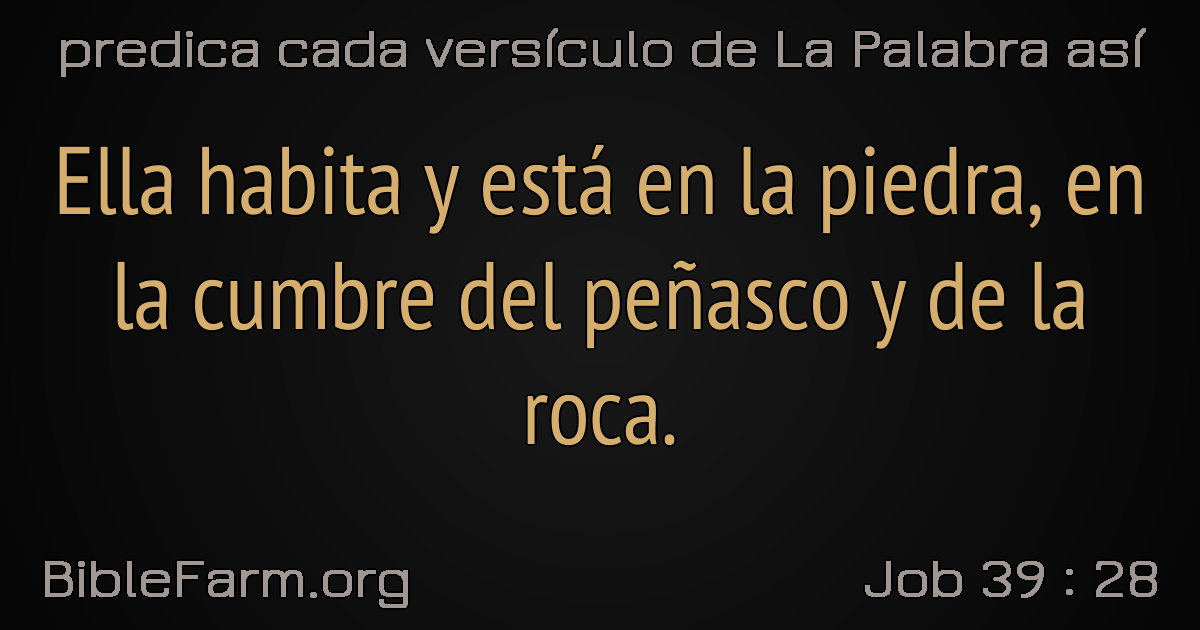 predica cada versículo de La Palabra así
Ella habita y está en la piedra, en
la cumbre del peñasco y de la
roca.
BibleFarm.org
Job 39 : 28